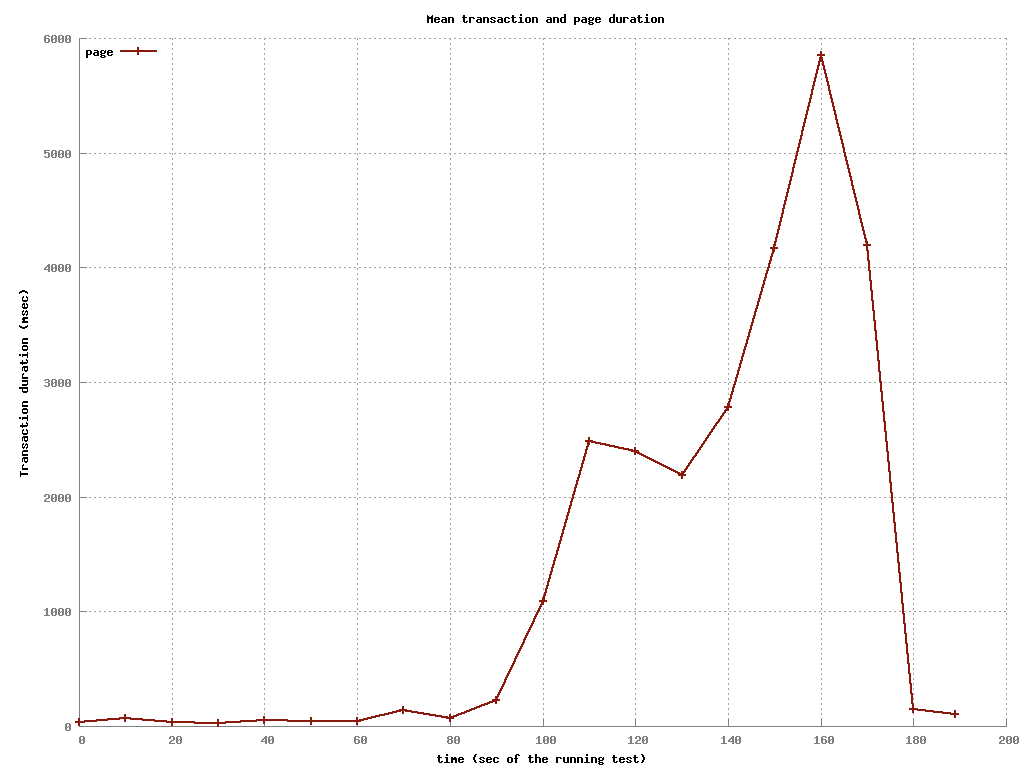 Mean transaction and page duration
page
6000
5000
4000
3000
2000
1000
0
Transaction duration (msec)
0 20 40 60 80 100 120 140 160 180 200
time (sec of the running test)